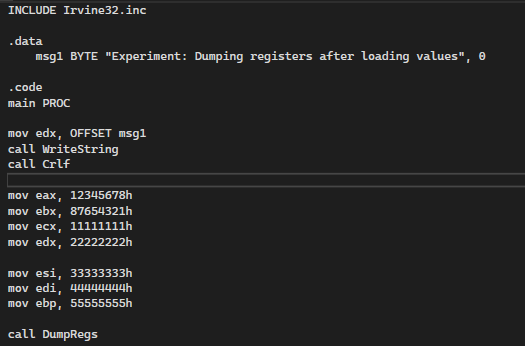 INCLUDE Irvine32.inc
.data
msg1 BYTE "Experiment: Dumping registers after loading values", 0
.code
main PROC
mov edx, OFFSET msg1
call WriteString
call Crlf
mov eax, 12345678h
mov ebx, 87654321h
mov ecx, 11111111h
mov edx, 22222222h
mov esi, 33333333h
mov edi, 44444444h
mov ebp, 55555555h
call DumpRegs